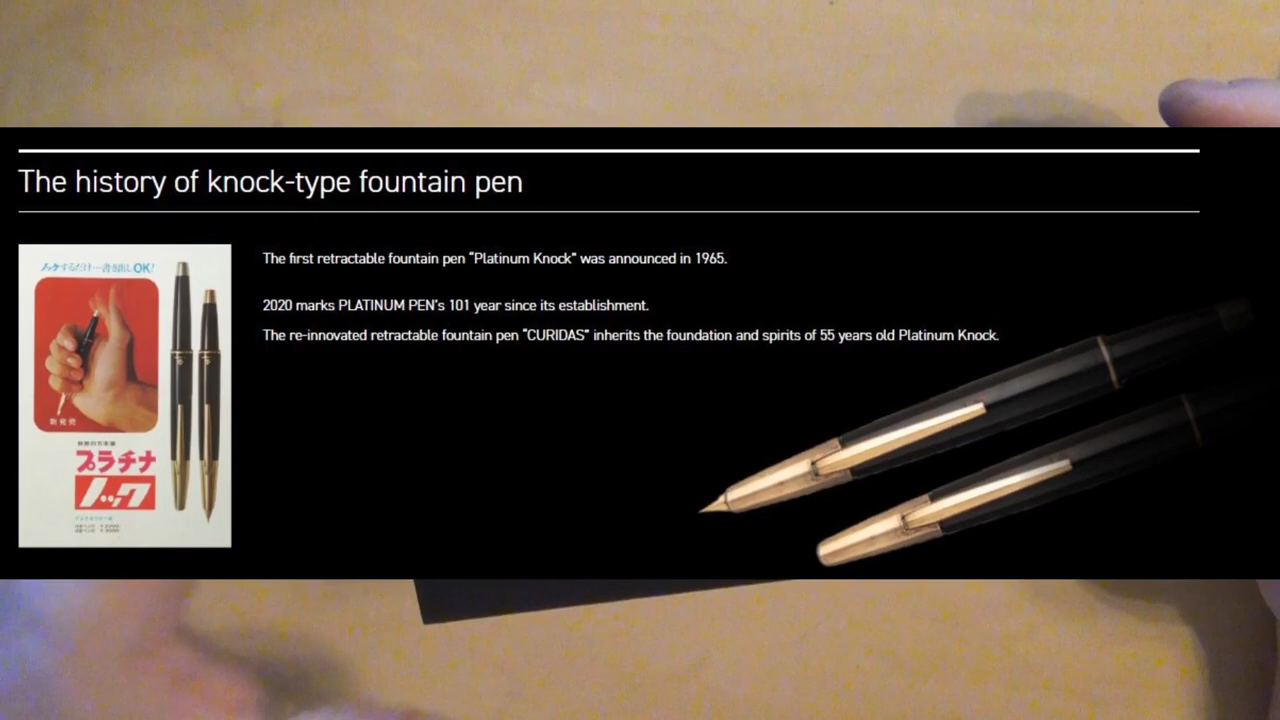 The history of knock-type fountain pen
ノックするだけ…書き出しOK!
The first retractable fountain pen “Platinum Knock” was announced in 1965.
2020 marks PLATINUM PEN's 101 year since its establishment.
The re-innovated retractable fountain pen “CURIDAS” inherits the foundation and spirits of 55 years old Platinum Knock.
新発売
プラチナ
ノック